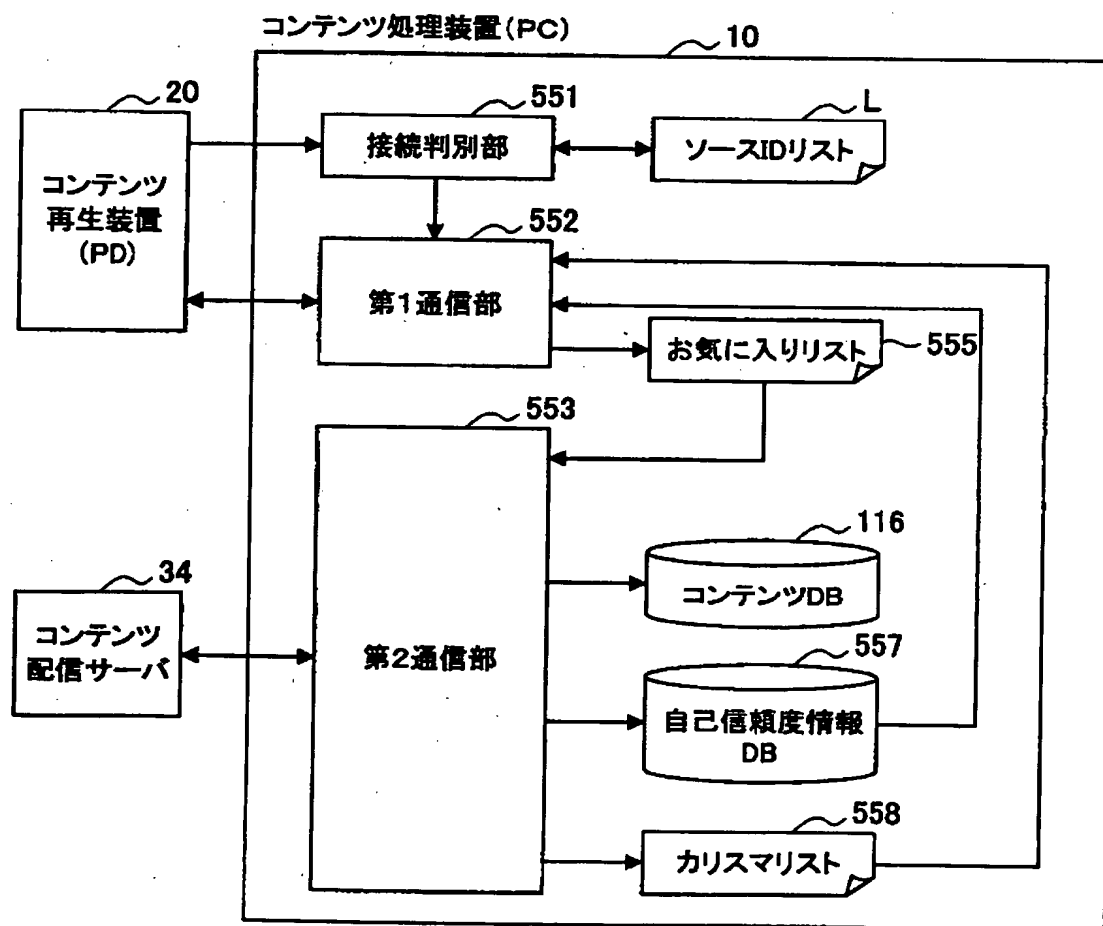 コンテンツ処理装置(PC)
10
20
コンテンツ
再生装置
(PD)
551
接続判別部
L
ソースIDリスト
552
第1通信部
お気に入りリスト
555
553
第2通信部
116
コンテンツDB
34
コンテンツ
配信サーバ
557
自己信頼度情報
DB
558
カリスマリスト